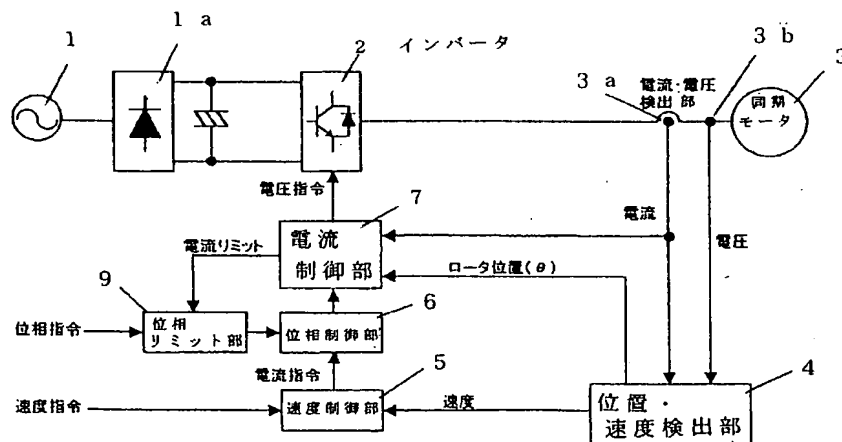 1
1 a
2
インバータ
3 a
電流・電圧
検出部
3 b
3
同期
モータ
電圧指令
7
電流
制御部
電流リミット
電流
電圧
ロータ位置(θ)
9
位相指令
位相
リミット部
6
位相制御部
電流指令
5
速度指令
速度制御部
速度
4
位置・
速度検出部